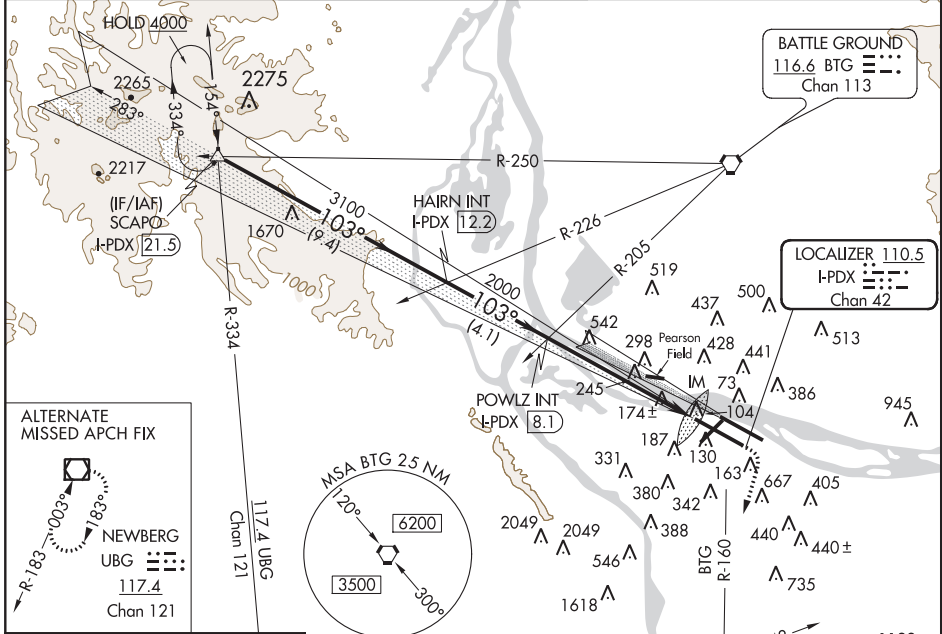 HOLD 4000
2265
2275
283°
334°
154°
2217
(IF/IAF)
SCAPO
I-PDX 21.5
1670
3100
103°
(9.4)
1000
HAIRN INT
I-PDX 12.2
R-250
R-226
R-205
BATTLE GROUND
116.6 BTG
Chan 113
LOCALIZER 110.5
I-PDX
Chan 42
2000
103°
(4.1)
R-334
117.4 UBG
Chan 121
POWLZ INT
I-PDX 8.1
519
437
500
513
542
298
Pearson
Field
428
441
245
IM
73
386
174±
104
945
187
130
163
331
380
342
667
405
388
440
440±
2049
2049
546
735
1618
BTG
R-160
ALTERNATE
MISSED APCH FIX
003°
183°
R-183
NEWBERG
UBG
117.4
Chan 121
MSA BTG 25 NM
120°
6200
3500
300°